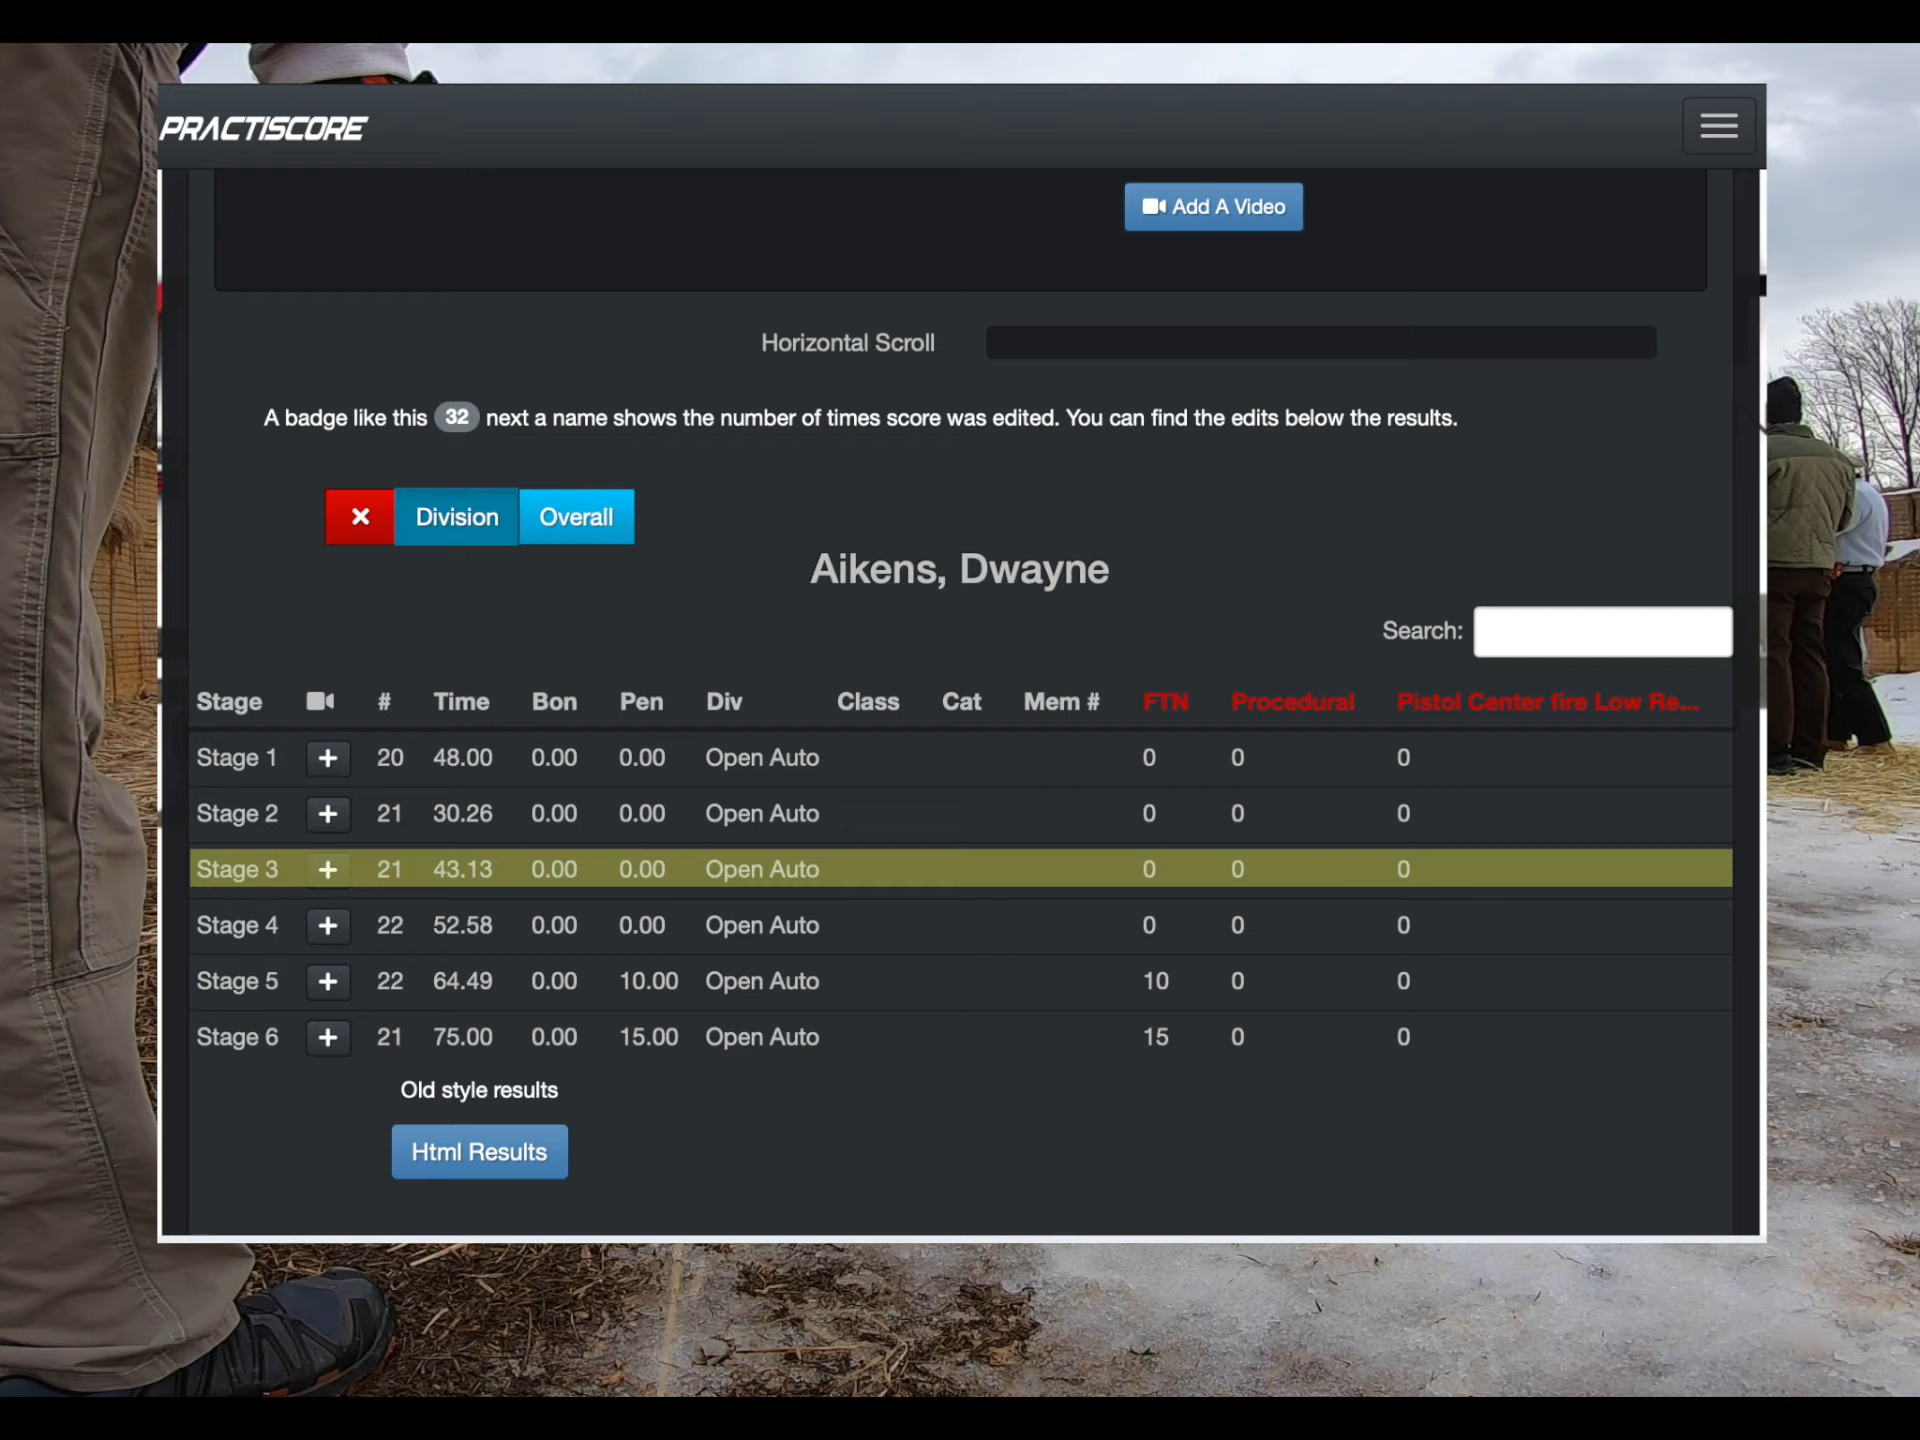 PRACTISCORE
Add A Video
Horizontal Scroll
A badge like this 32 next a name shows the number of times score was edited. You can find the edits below the results.
Division Overall
Aikens, Dwayne
Search:
Stage # Time Bon Pen Div Class Cat Mem # FTN Procedural Pistol Center fire Low Re...
Stage 1 + 20 48.00 0.00 0.00 Open Auto 0 0 0
Stage 2 + 21 30.26 0.00 0.00 Open Auto 0 0 0
Stage 3 + 21 43.13 0.00 0.00 Open Auto 0 0 0
Stage 4 + 22 52.58 0.00 0.00 Open Auto 0 0 0
Stage 5 + 22 64.49 0.00 10.00 Open Auto 10 0 0
Stage 6 + 21 75.00 0.00 15.00 Open Auto 15 0 0
Old style results
Html Results